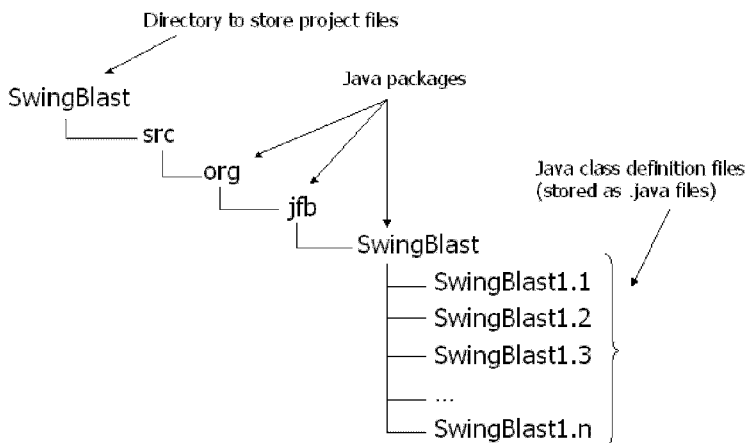 Directory to store project files
Java packages
SwingBlast
src
org
jfb
SwingBlast
Java class definition files
(stored as .java files)
SwingBlast1.1
SwingBlast1.2
SwingBlast1.3
...
SwingBlast1.n